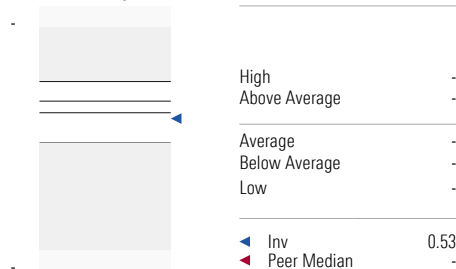 -
High -
Above Average -
Average -
Below Average -
Low -
◄ Inv 0.53
◄ Peer Median -
-